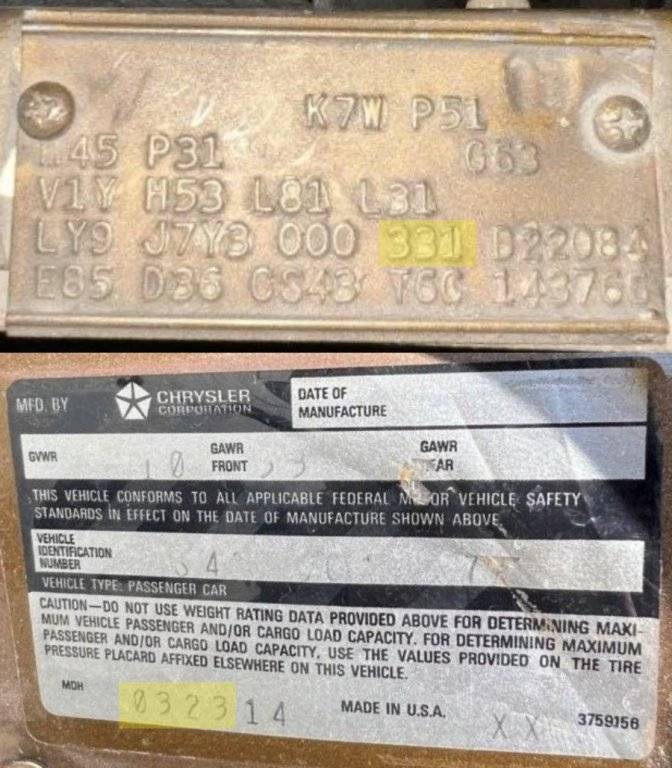 K7W P51
45 P31 G63
V1Y H53 L81 L31
LY9 J7Y3 000 331 D22084
E85 D36 CS43 T6C 143760
MFD. BY CHRYSLER CORPORATION
DATE OF MANUFACTURE
GVWR
GAWR FRONT
GAWR
THIS VEHICLE CONFORMS TO ALL APPLICABLE FEDERAL MOTOR VEHICLE SAFETY
STANDARDS IN EFFECT ON THE DATE OF MANUFACTURE SHOWN ABOVE.
VEHICLE
IDENTIFICATION
NUMBER
VEHICLE TYPE: PASSENGER CAR
CAUTION—DO NOT USE WEIGHT RATING DATA PROVIDED ABOVE FOR DETERMINING MAXI-
MUM VEHICLE PASSENGER AND/OR CARGO LOAD CAPACITY. FOR DETERMINING MAXIMUM
PASSENGER AND/OR CARGO LOAD CAPACITY, USE THE VALUES PROVIDED ON THE TIRE
PRESSURE PLACARD AFFIXED ELSEWHERE ON THIS VEHICLE.
MDH 032314 MADE IN U.S.A. XX 3759156